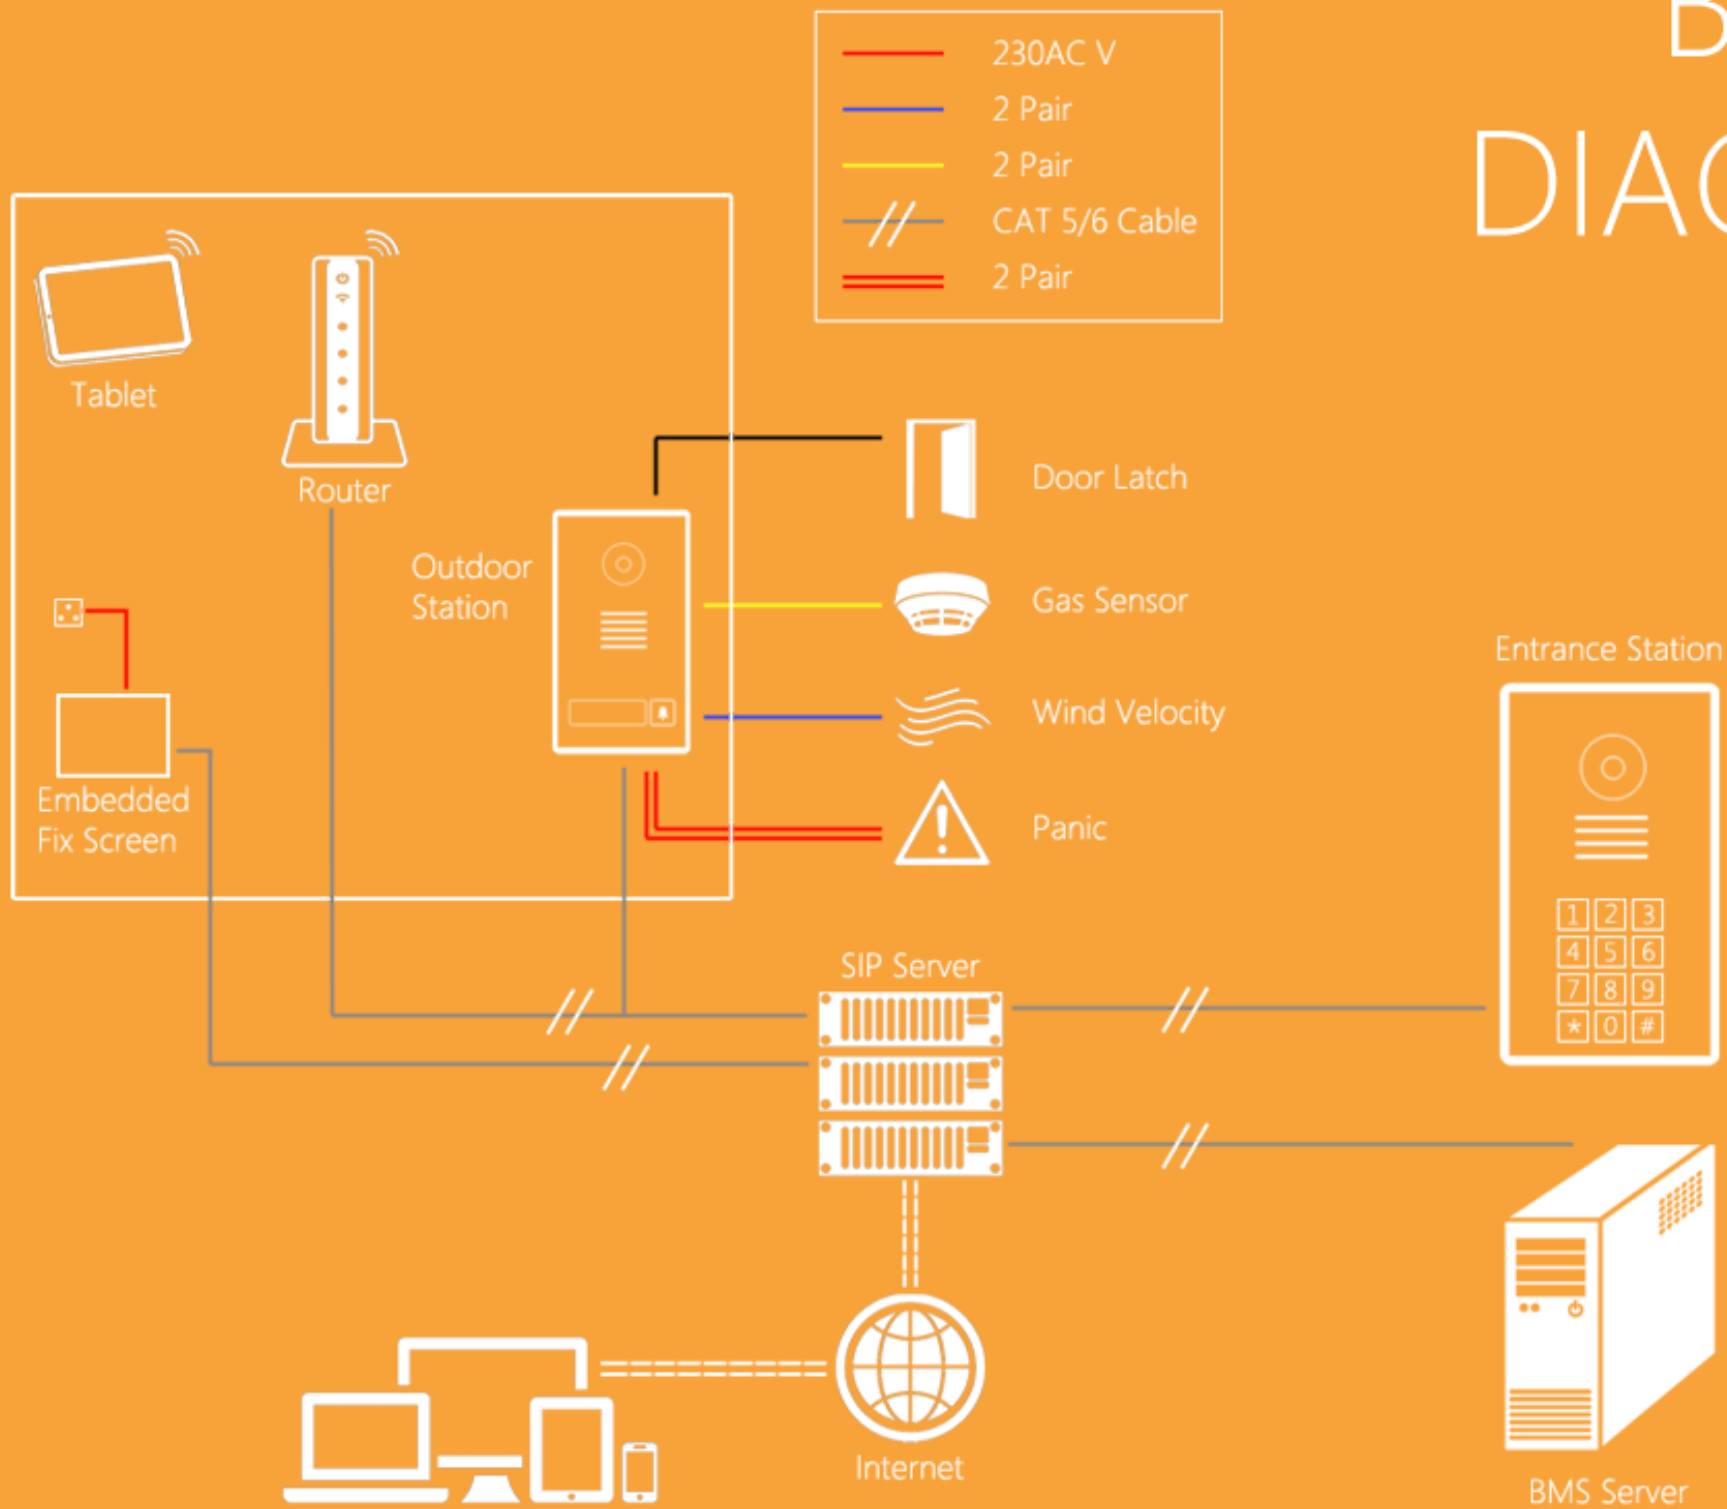 230AC V
2 Pair
2 Pair
CAT 5/6 Cable
2 Pair
Tablet
Router
Outdoor
Station
Embedded
Fix Screen
Door Latch
Gas Sensor
Wind Velocity
Panic
Entrance Station
1 2 3
4 5 6
7 8 9
* 0 #
SIP Server
Internet
BMS Server